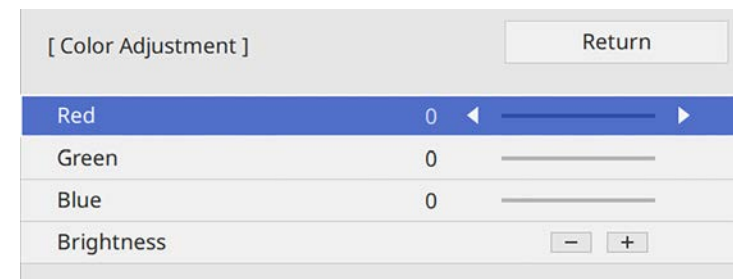 [ Color Adjustment ]
Return
Red 0
Green 0
Blue 0
Brightness − +